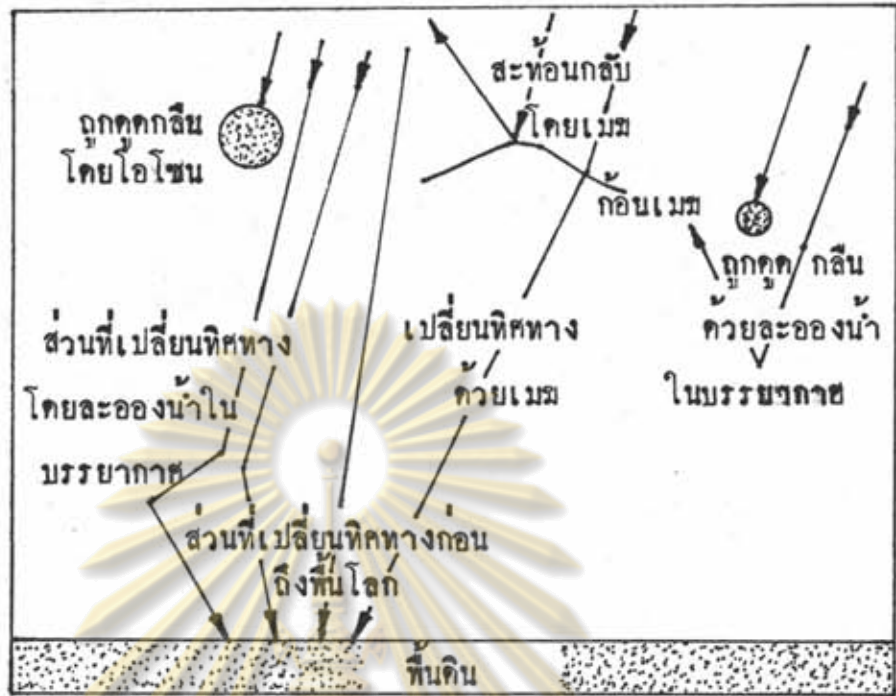 สะท้อนกลับ
โดยเมฆ
ถูกดูดกลืน
โดยโอโซน
ก้อนเมฆ
ถูกดูด กลืน
ด้วยละอองน้ำ
ในบรรยากาศ
ส่วนที่เปลี่ยนทิศทาง
โดยละอองน้ำใน
บรรยากาศ
เปลี่ยนทิศทาง
ด้วยเมฆ
ส่วนที่เปลี่ยนทิศทางก่อน
ถึงพื้นโลก
พื้นดิน